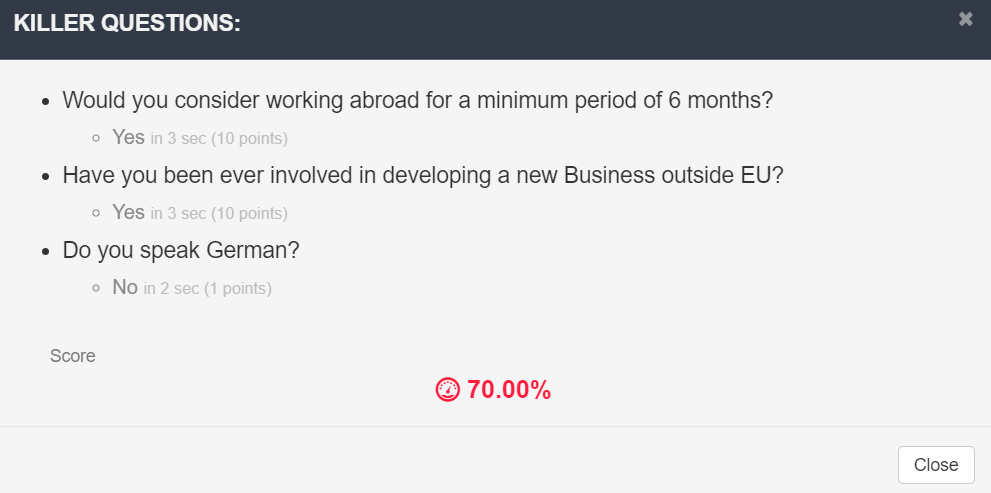 KILLER QUESTIONS:
Would you consider working abroad for a minimum period of 6 months?
Yes in 3 sec (10 points)
Have you been ever involved in developing a new Business outside EU?
Yes in 3 sec (10 points)
Do you speak German?
No in 2 sec (1 points)
Score
70.00%
Close